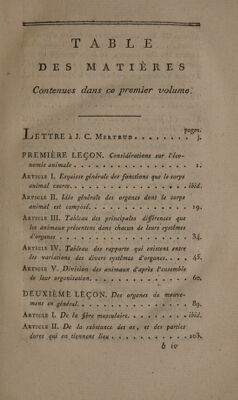 TABLE
DES MATIÈRES
Contenues dans ce premier volume.
pages.
LETTRE à J. C. MERTRUD . . . . . . . . j.
PREMIÈRE LEÇON. Considérations sur l'éco-
nomie animale . . . . . . . . . . . . . . 1.
ARTICLE I. Esquisse générale des fonctions que le corps
animal exerce . . . . . . . . . . . . . . ibid.
ARTICLE II. Idée générale des organes dont le corps
animal est composé . . . . . . . . . . . . 19.
ARTICLE III. Tableau des principales différences que
les animaux présentent dans chacun de leurs systèmes
d'organes . . . . . . . . . . . . . . . . 34.
ARTICLE IV. Tableau des rapports qui existent entre
les variations des divers systèmes d'organes . . . . 45.
ARTICLE V. Division des animaux d'après l'ensemble
de leur organisation . . . . . . . . . . . 60.
DEUXIÈME LEÇON. Des organes du mouve-
ment en général . . . . . . . . . . . . . 89.
ARTICLE I. De la fibre musculaire . . . . . . . ibid.
ARTICLE II. De la substance des os, et des parties
dures qui en tiennent lieu . . . . . . . . . 103.
b iv